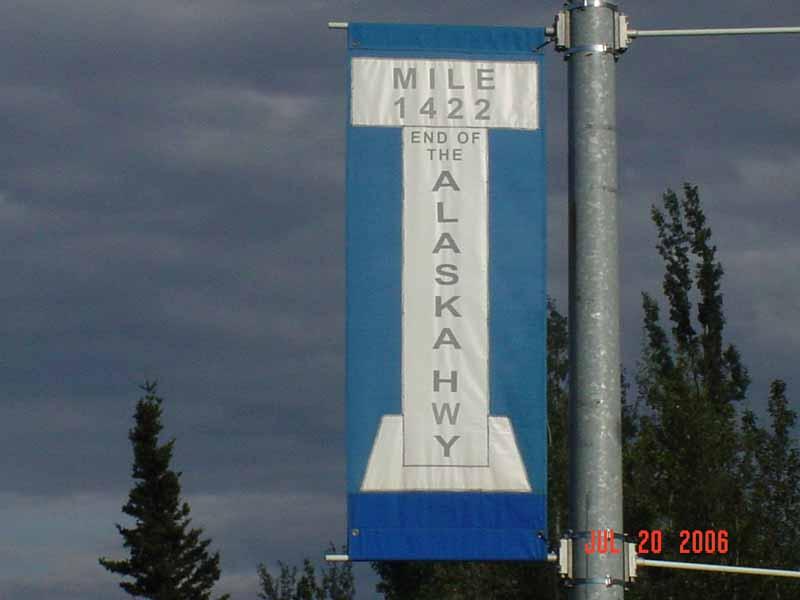 MILE
1422
END OF
THE
ALASKA HWY
JUL 20 2006